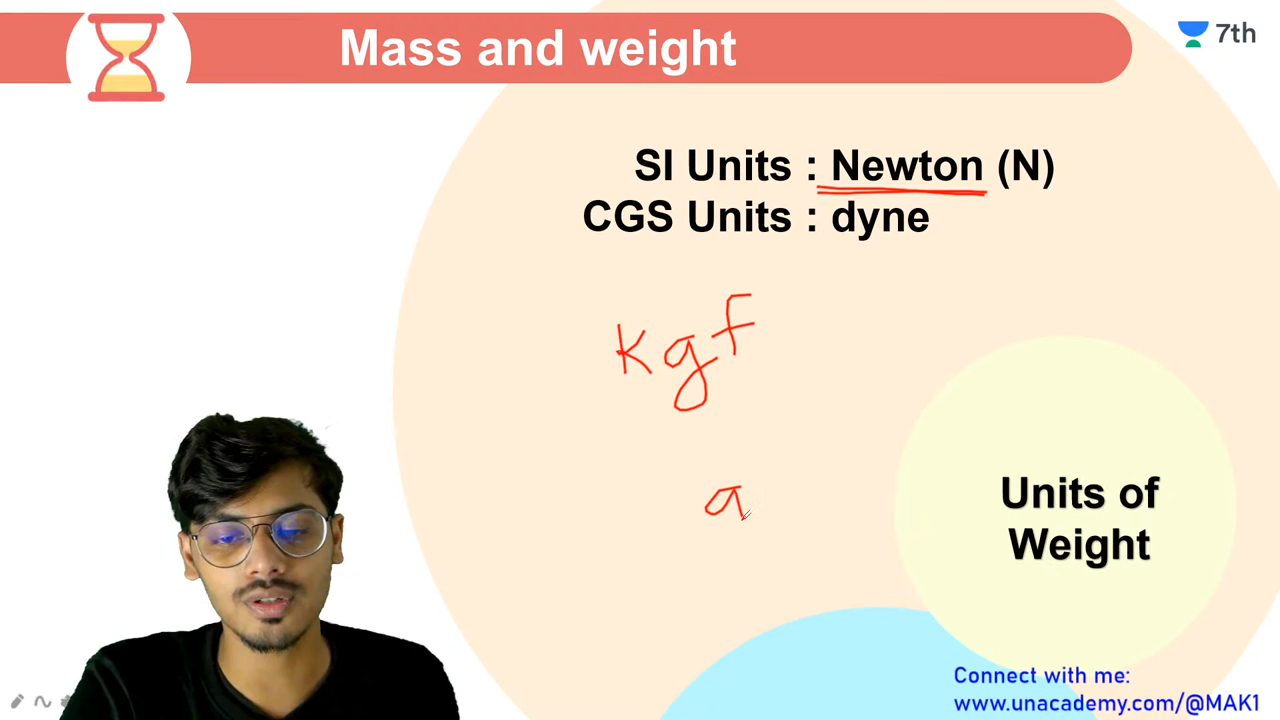 Mass and weight
7th
SI Units : Newton (N)
CGS Units : dyne
kgf
a
Units of
Weight
Connect with me:
www.unacademy.com/@MAK1